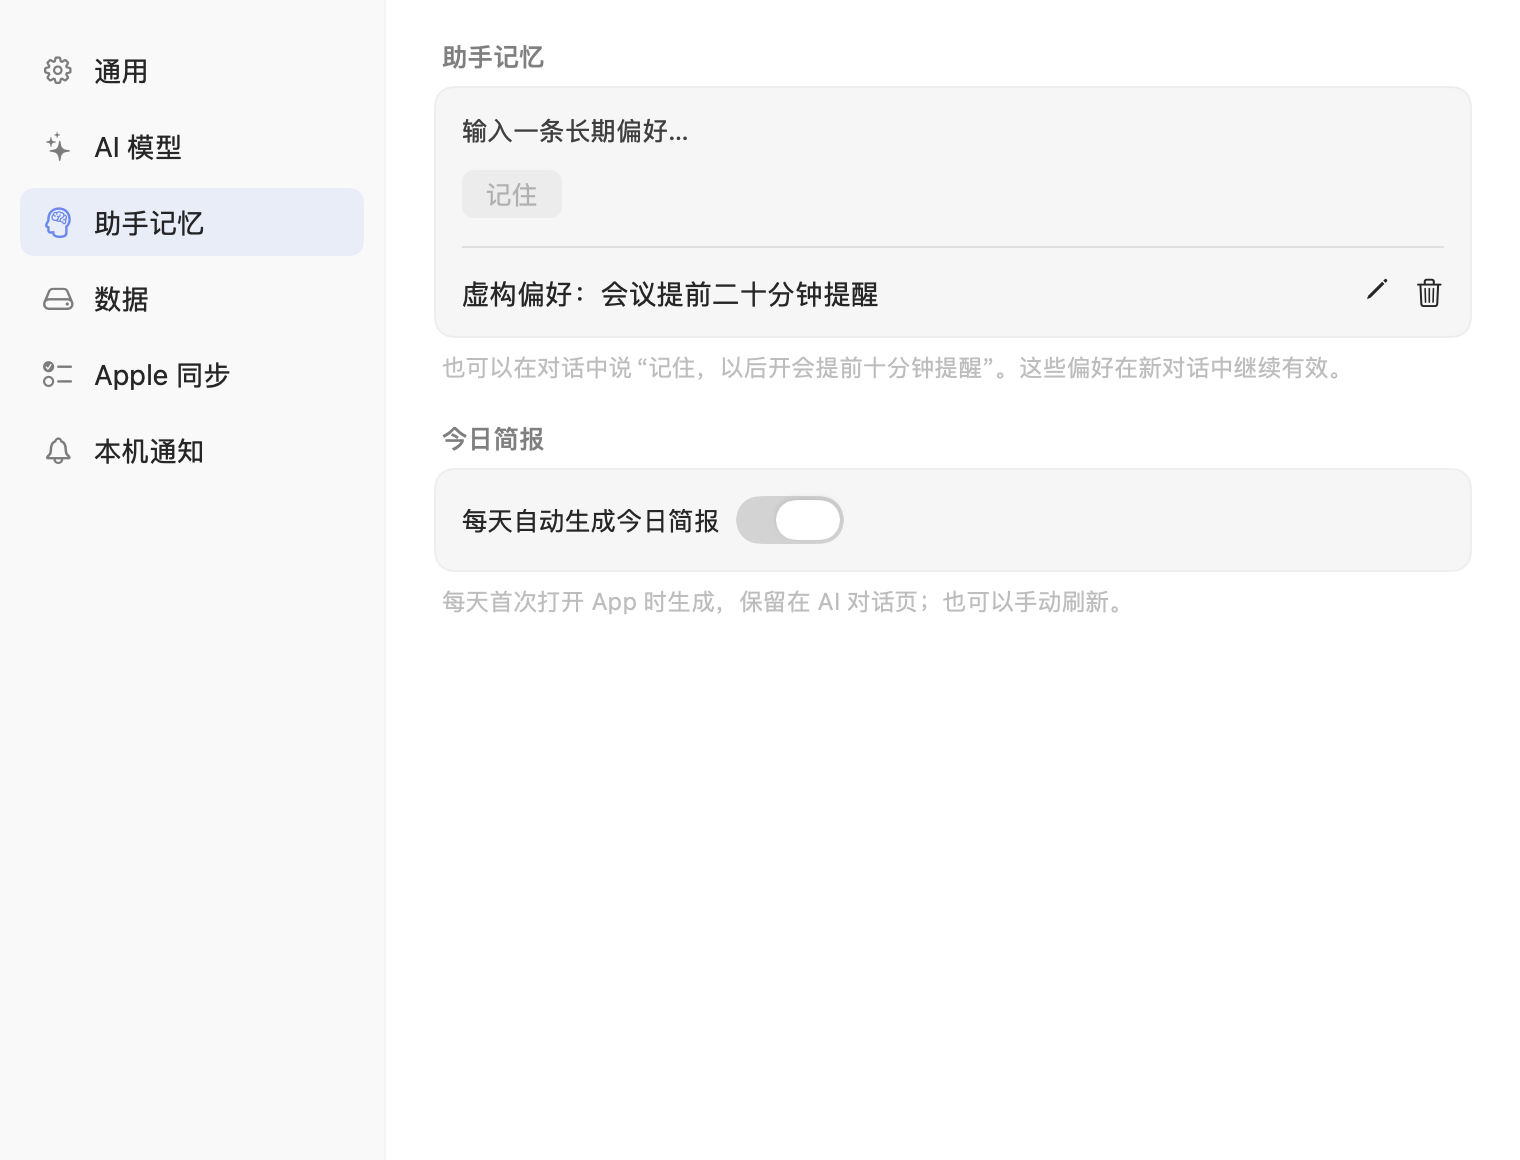 通用
AI 模型
助手记忆
数据
Apple 同步
本机通知
助手记忆
输入一条长期偏好...
记住
虚构偏好：会议提前二十分钟提醒
也可以在对话中说 “记住，以后开会提前十分钟提醒”。这些偏好在新对话中继续有效。
今日简报
每天自动生成今日简报
每天首次打开 App 时生成，保留在 AI 对话页；也可以手动刷新。